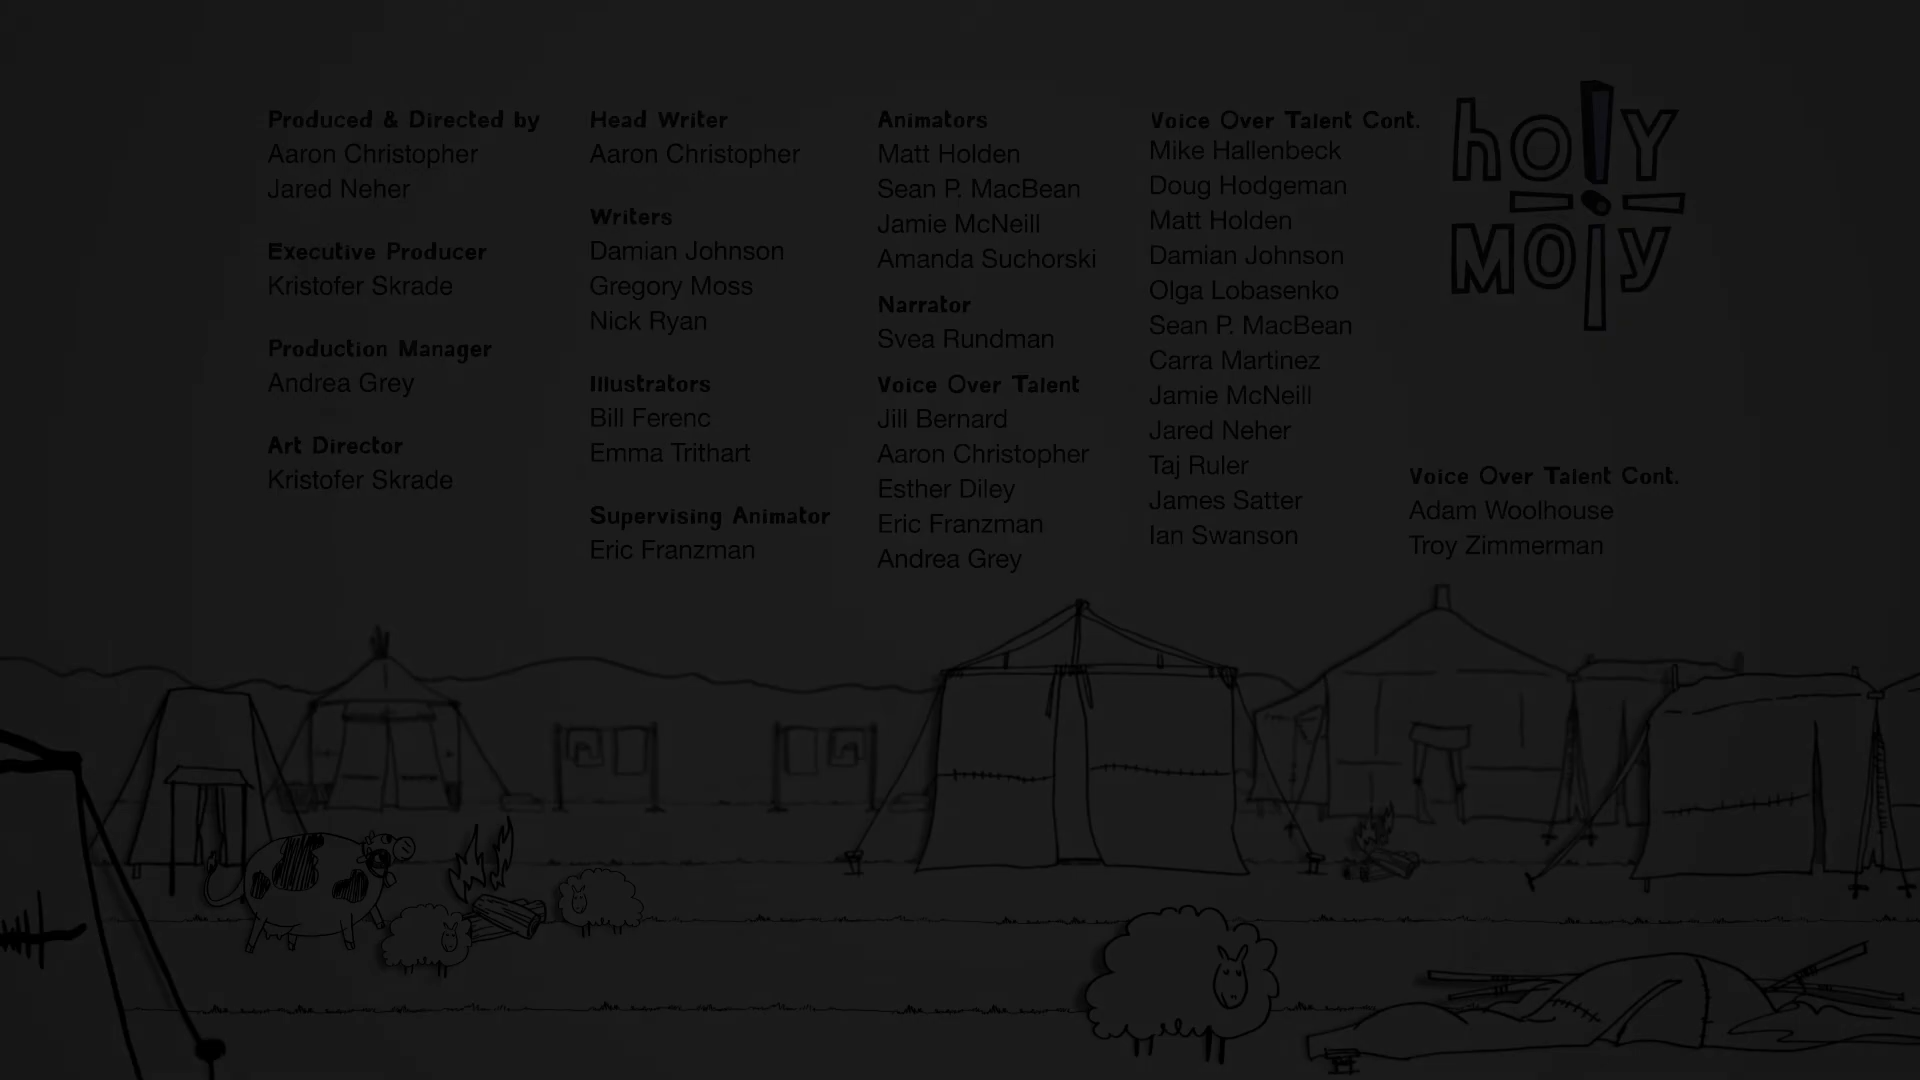 Produced & Directed by
Aaron Christopher
Jared Neher
Executive Producer
Kristofer Skrade
Production Manager
Andrea Grey
Art Director
Kristofer Skrade
Head Writer
Aaron Christopher
Writers
Damian Johnson
Gregory Moss
Nick Ryan
Illustrators
Bill Ferenc
Emma Trithart
Supervising Animator
Eric Franzman
Animators
Matt Holden
Sean P. MacBean
Jamie McNeill
Amanda Suchorski
Narrator
Svea Rundman
Voice Over Talent
Jill Bernard
Aaron Christopher
Esther Diley
Eric Franzman
Andrea Grey
Voice Over Talent Cont.
Mike Hallenbeck
Doug Hodgeman
Matt Holden
Damian Johnson
Olga Lobasenko
Sean P. MacBean
Carra Martinez
Jamie McNeill
Jared Neher
Taj Ruler
James Satter
Ian Swanson
holy
Moly
Voice Over Talent Cont.
Adam Woolhouse
Troy Zimmerman